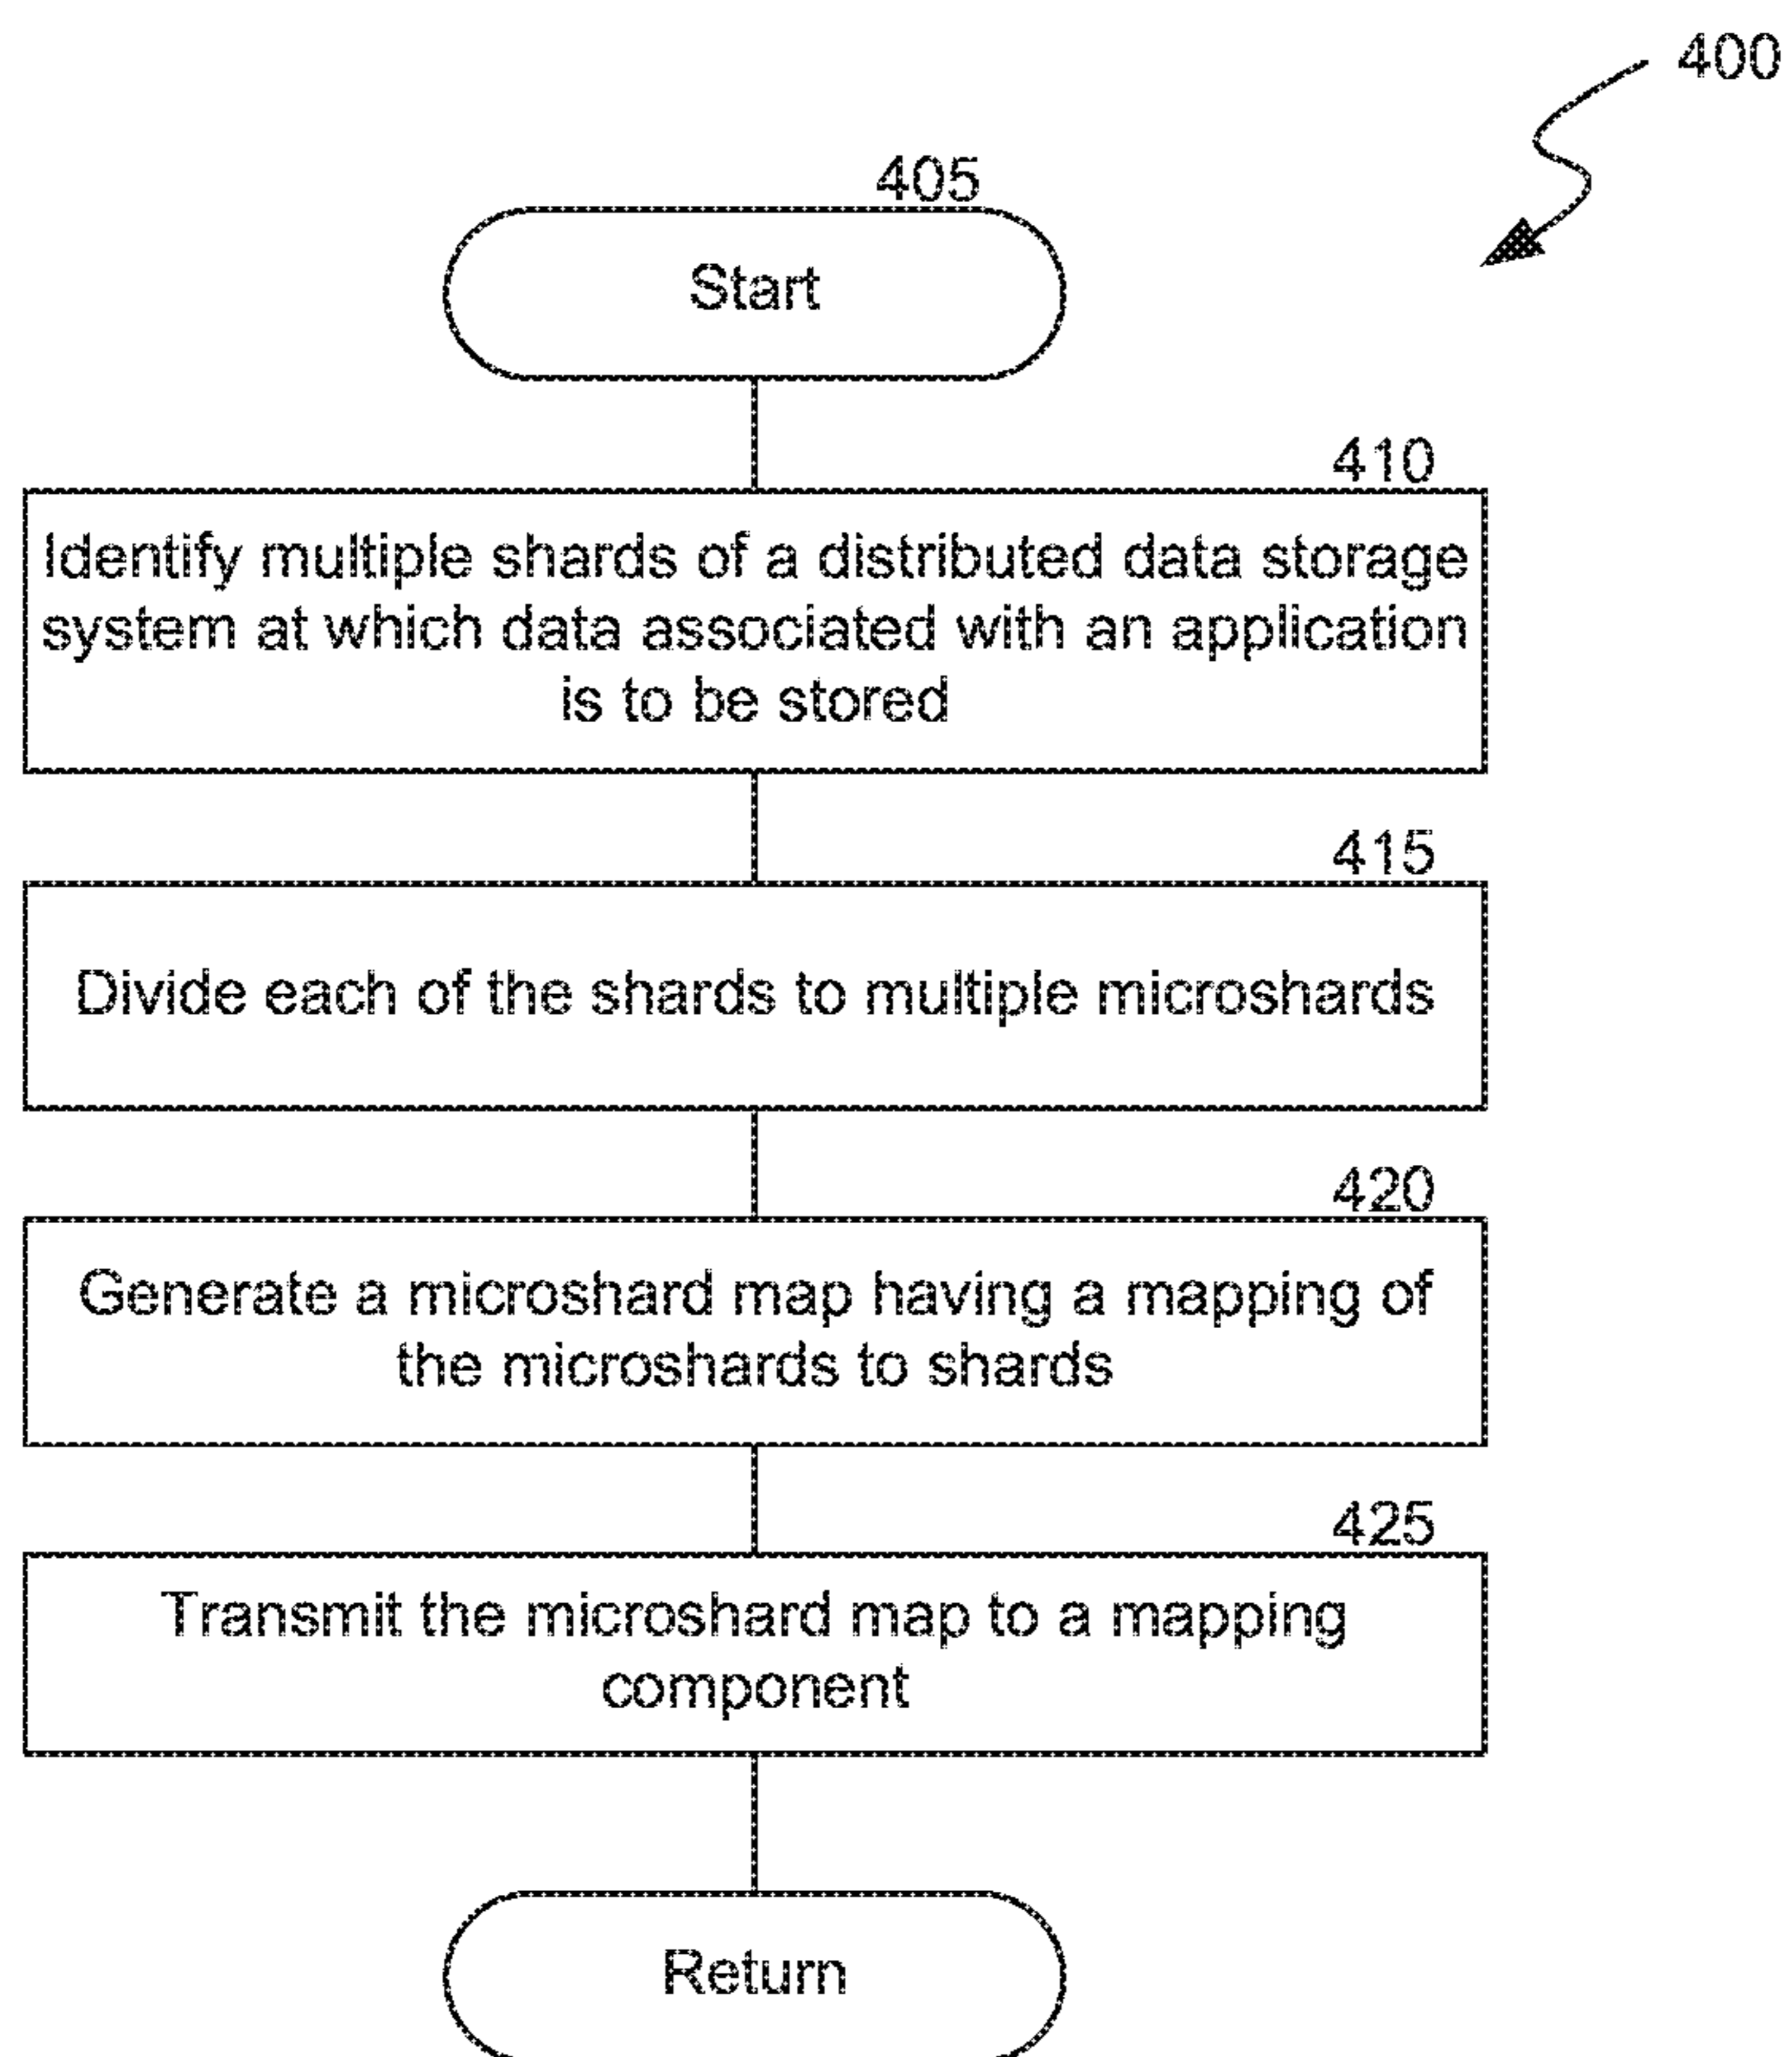 400
405
Start
410
Identify multiple shards of a distributed data storage
system at which data associated with an application
is to be stored
415
Divide each of the shards to multiple microshards
420
Generate a microshard map having a mapping of
the microshards to shards
425
Transmit the microshard map to a mapping
component
Return